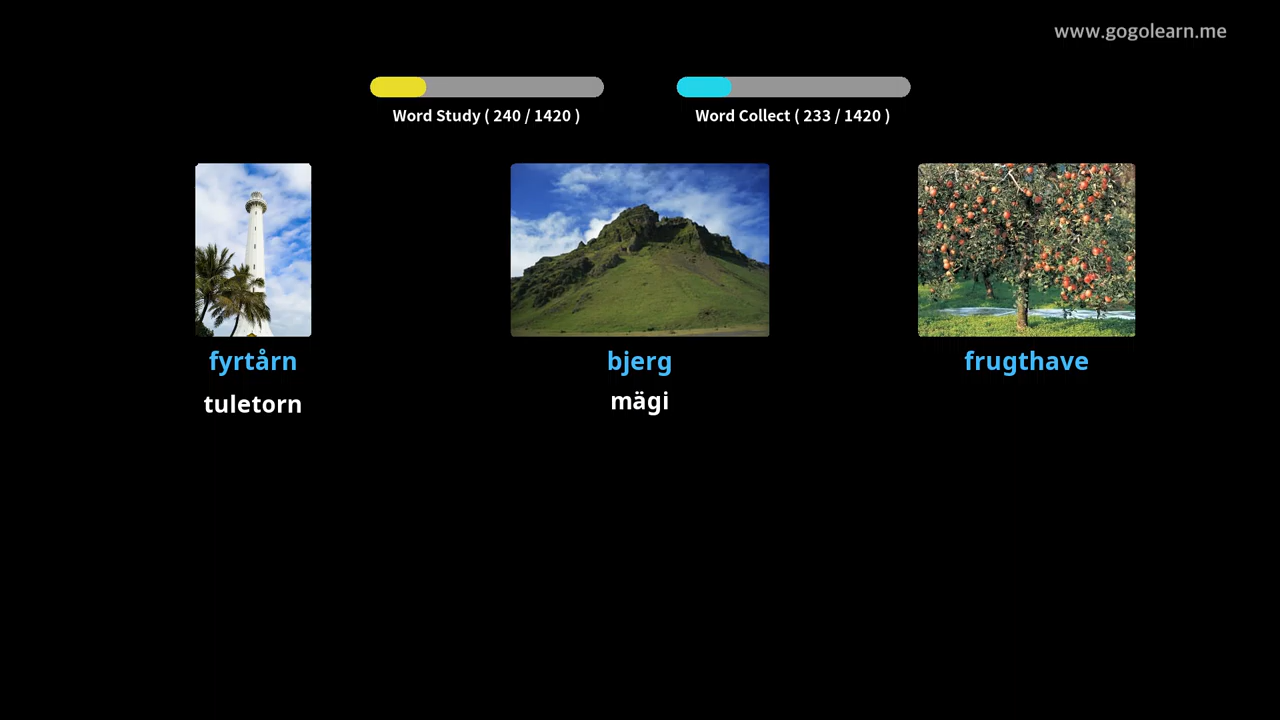 www.gogolearn.me
Word Study ( 240 / 1420 )
Word Collect ( 233 / 1420 )
fyrtårn
bjerg
frugthave
tuletorn
mägi